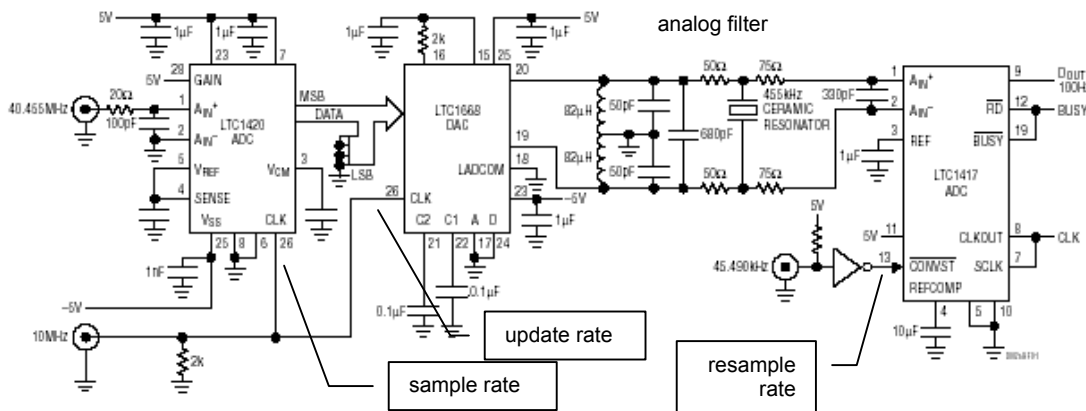 analog filter
5V
1μF
1μF
23
7
28
GAIN
5V
20Ω
40.455MHz
1
AIN+
100pF
2
AIN−
LTC1420
ADC
MSB
DATA
LSB
5
VREF
VCM
3
4
SENSE
VSS
CLK
25
8
6
26
1nF
−5V
10MHz
2k
1μF
2k
16
15
25
1μF
5V
20
LTC1668
DAC
19
LADCOM
18
26
CLK
23
−5V
1μF
C2
C1
A
D
21
22
17
24
0.1μF
0.1μF
82μH
82μH
50pF
50pF
680pF
50Ω
75Ω
455kHz
CERAMIC
RESONATOR
50Ω
75Ω
330pF
1
AIN+
2
AIN−
3
REF
1μF
9
DOUT
100Hz
RD
12
BUSY
BUSY
19
LTC1417
ADC
5V
11
CLKOUT
8
CLK
SCLK
7
5V
45.490kHz
13
CONVST
REFCOMP
4
5
10
10μF
update rate
sample rate
resample
rate